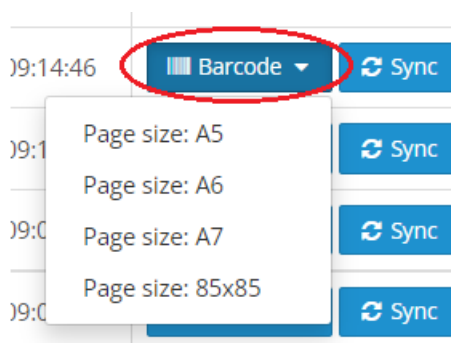 09:14:46 Barcode Sync
Page size: A5
Sync
Page size: A6
Page size: A7
Sync
Page size: 85x85
Sync